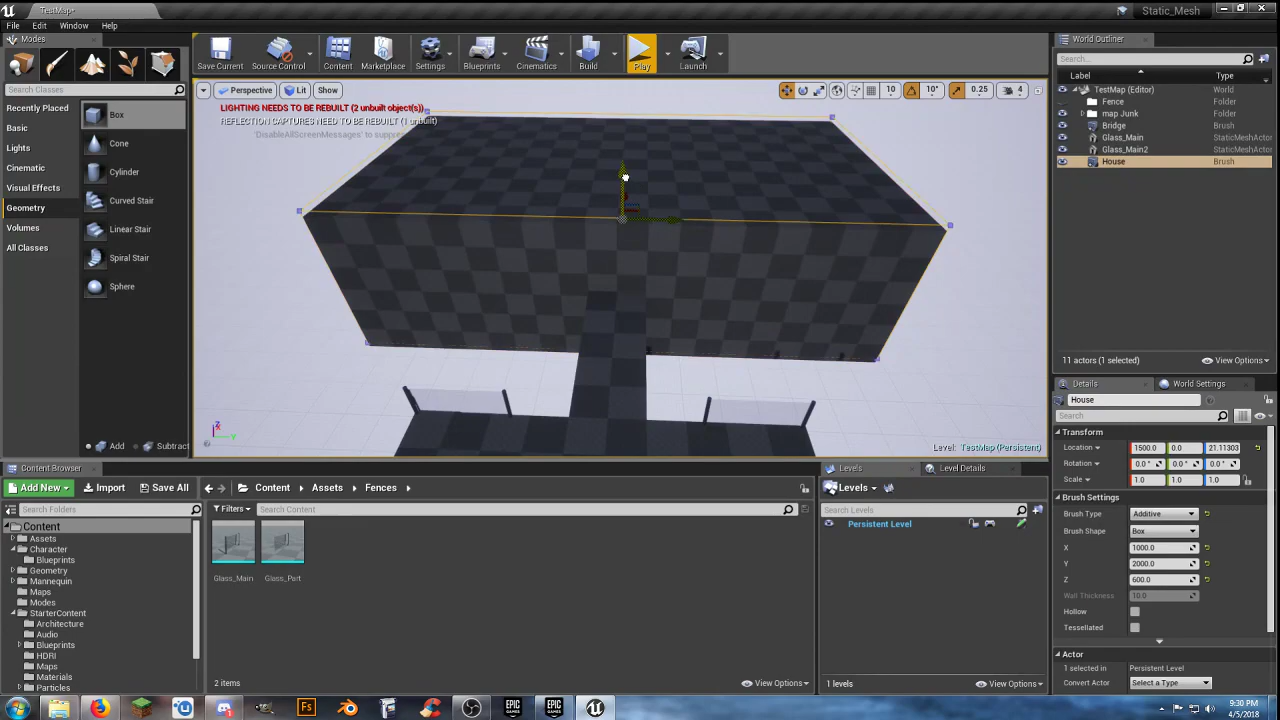 TestMap*
Static_Mesh
File Edit Window Help
Modes
Search Classes
Recently Placed
Basic
Lights
Cinematic
Visual Effects
Geometry
Volumes
All Classes
Box
Cone
Cylinder
Curved Stair
Linear Stair
Spiral Stair
Sphere
Add Subtract
Save Current
Source Control
Content
Marketplace
Settings
Blueprints
Cinematics
Build
Play
Launch
Perspective Lit Show
10 10° 0.25 4
LIGHTING NEEDS TO BE REBUILT (2 unbuilt object(s))
REFLECTION CAPTURES NEED TO BE REBUILT (1 unbuilt)
Level: TestMap (Persistent)
World Outliner
Search...
Label Type
TestMap (Editor) World
Fence Folder
map Junk Folder
Bridge Brush
Glass_Main StaticMeshActor
Glass_Main2 StaticMeshActor
House Brush
11 actors (1 selected) View Options
Details World Settings
House
Search
Transform
Location 1500.0 0.0 21.11303
Rotation 0.0° 0.0° 0.0°
Scale 1.0 1.0 1.0
Brush Settings
Brush Type Additive
Brush Shape Box
X 1000.0
Y 2000.0
Z 600.0
Wall Thickness 10.0
Hollow
Tessellated
Actor
1 selected in Persistent Level
Convert Actor Select a Type
Content Browser
Add New Import Save All Content Assets Fences
Search Folders
Filters Search Content
Content
Assets
Character
Blueprints
Geometry
Mannequin
Maps
Modes
StarterContent
Architecture
Audio
Blueprints
HDRI
Maps
Materials
Particles
Glass_Main Glass_Part
2 items View Options
Levels Level Details
Levels
Search Levels
Persistent Level
1 levels View Options
Fs
EPIC GAMES
EPIC GAMES
9:30 PM
4/5/2018